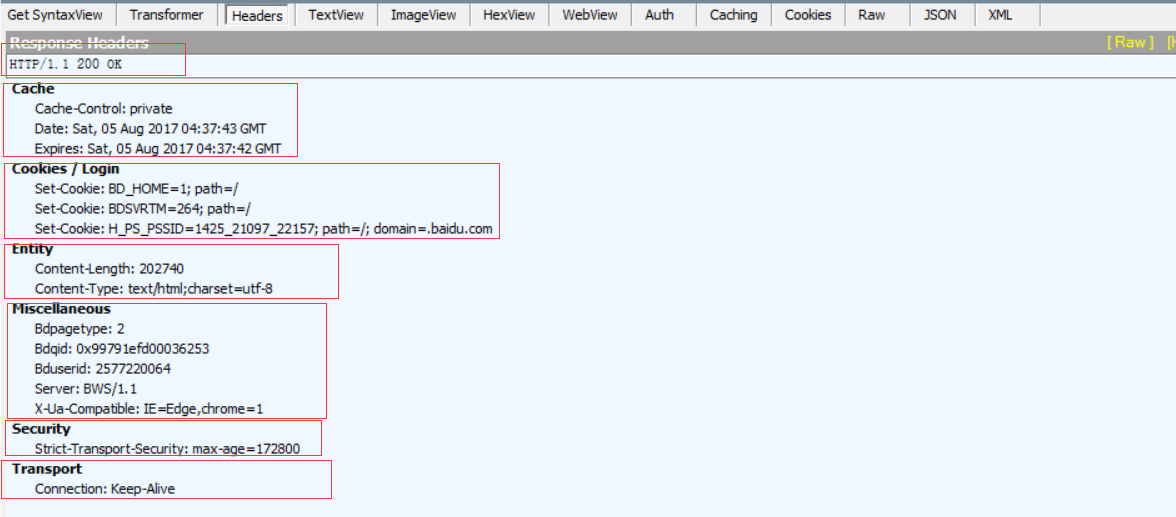 Get SyntaxView Transformer Headers TextView ImageView HexView WebView Auth Caching Cookies Raw JSON XML
Response Headers [ Raw ] [H
HTTP/1.1 200 OK
Cache
Cache-Control: private
Date: Sat, 05 Aug 2017 04:37:43 GMT
Expires: Sat, 05 Aug 2017 04:37:42 GMT
Cookies / Login
Set-Cookie: BD_HOME=1; path=/
Set-Cookie: BDSVRTM=264; path=/
Set-Cookie: H_PS_PSSID=1425_21097_22157; path=/; domain=.baidu.com
Entity
Content-Length: 202740
Content-Type: text/html;charset=utf-8
Miscellaneous
Bdpagetype: 2
Bdqid: 0x99791efd00036253
Bduserid: 2577220064
Server: BWS/1.1
X-Ua-Compatible: IE=Edge,chrome=1
Security
Strict-Transport-Security: max-age=172800
Transport
Connection: Keep-Alive